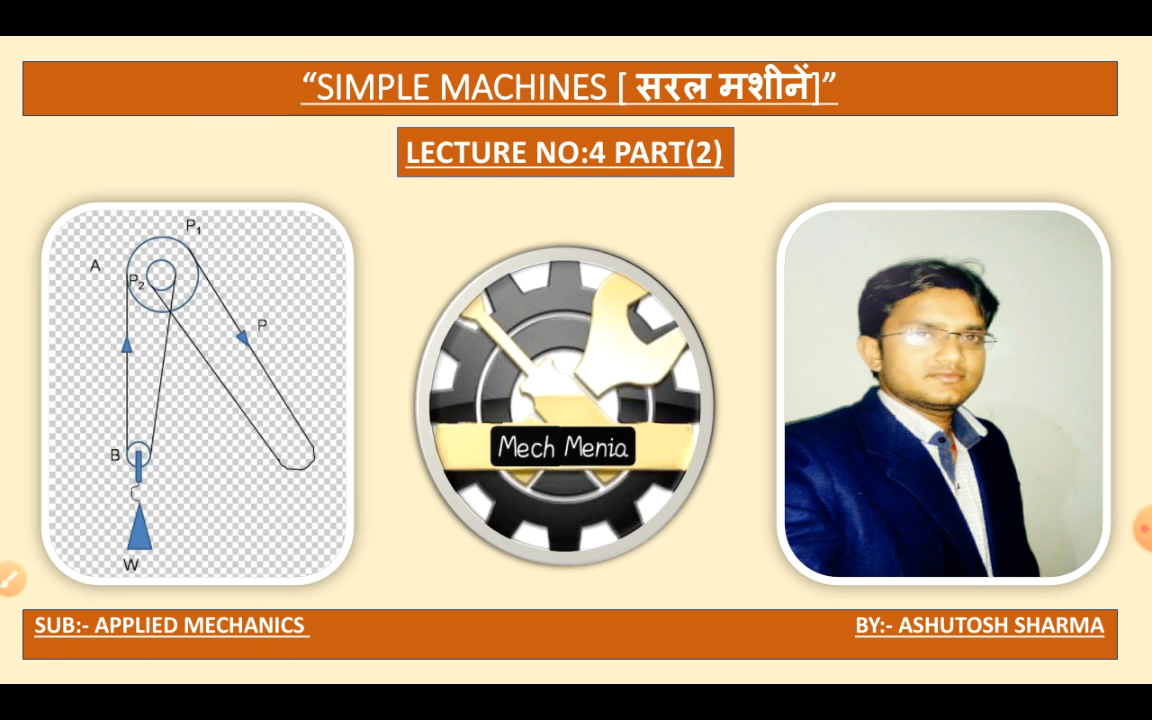 “SIMPLE MACHINES [ सरल मशीनें]”
LECTURE NO:4 PART(2)
P1
A
P2
P
B
W
Mech Menia
SUB:- APPLIED MECHANICS
BY:- ASHUTOSH SHARMA